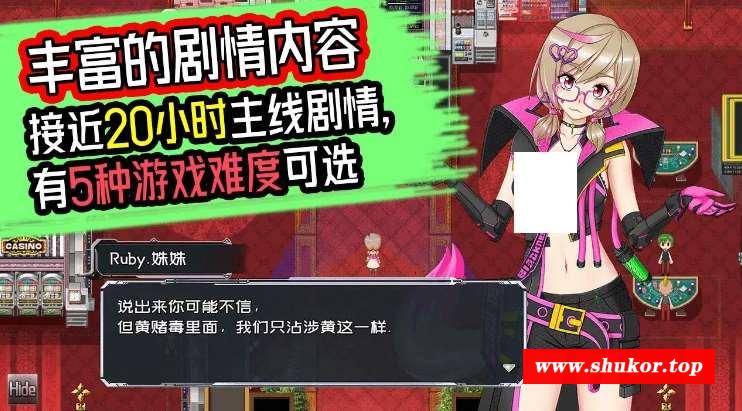 丰富的剧情内容
接近20小时主线剧情,
有5种游戏难度可选
CASINO
Ruby.姝姝
说出来你可能不信，
但黄赌毒里面，我们只沾涉黄这一样.
Hide
www.shukor.top